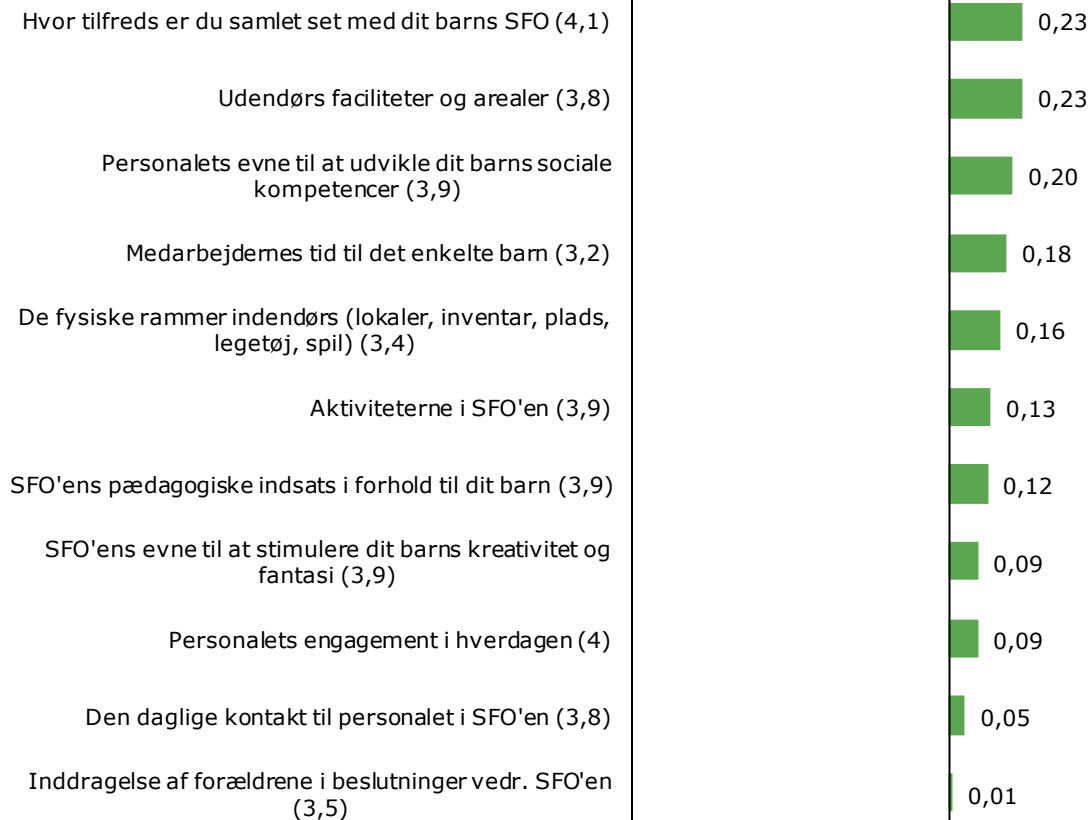 Hvor tilfreds er du samlet set med dit barns SFO (4,1)
0,23
Udendørs faciliteter og arealer (3,8)
0,23
Personalets evne til at udvikle dit barns sociale
kompetencer (3,9)
0,20
Medarbejdernes tid til det enkelte barn (3,2)
0,18
De fysiske rammer indendørs (lokaler, inventar, plads,
legetøj, spil) (3,4)
0,16
Aktiviteterne i SFO'en (3,9)
0,13
SFO'ens pædagogiske indsats i forhold til dit barn (3,9)
0,12
SFO'ens evne til at stimulere dit barns kreativitet og
fantasi (3,9)
0,09
Personalets engagement i hverdagen (4)
0,09
Den daglige kontakt til personalet i SFO'en (3,8)
0,05
Inddragelse af forældrene i beslutninger vedr. SFO'en
(3,5)
0,01